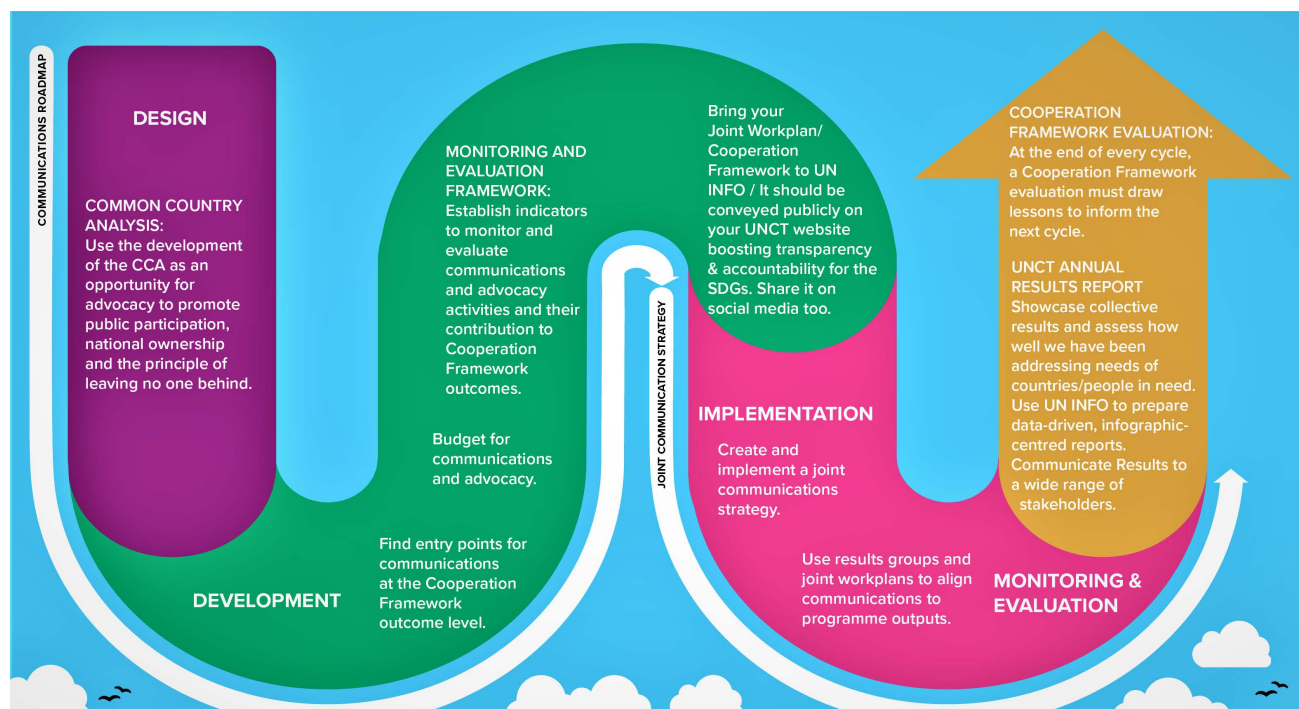 COMMUNICATIONS ROADMAP
DESIGN
COMMON COUNTRY
ANALYSIS:
Use the development
of the CCA as an
opportunity for
advocacy to promote
public participation,
national ownership
and the principle of
leaving no one behind.
DEVELOPMENT
Find entry points for
communications
at the Cooperation
Framework
outcome level.
Budget for
communications
and advocacy.
MONITORING AND
EVALUATION
FRAMEWORK:
Establish indicators
to monitor and
evaluate
communications
and advocacy
activities and their
contribution to
Cooperation
Framework
outcomes.
Bring your
Joint Workplan/
Cooperation
Framework to UN
INFO / It should be
conveyed publicly on
your UNCT website
boosting transparency
& accountability for the
SDGs. Share it on
social media too.
JOINT COMMUNICATION STRATEGY
IMPLEMENTATION
Create and
implement a joint
communications
strategy.
Use results groups and
joint workplans to align
communications to
programme outputs.
MONITORING &
EVALUATION
COOPERATION
FRAMEWORK EVALUATION:
At the end of every cycle,
a Cooperation Framework
evaluation must draw
lessons to inform the
next cycle.
UNCT ANNUAL
RESULTS REPORT
Showcase collective
results and assess how
well we have been
addressing needs of
countries/people in need.
Use UN INFO to prepare
data-driven, infographic-
centred reports.
Communicate Results to
a wide range of
stakeholders.